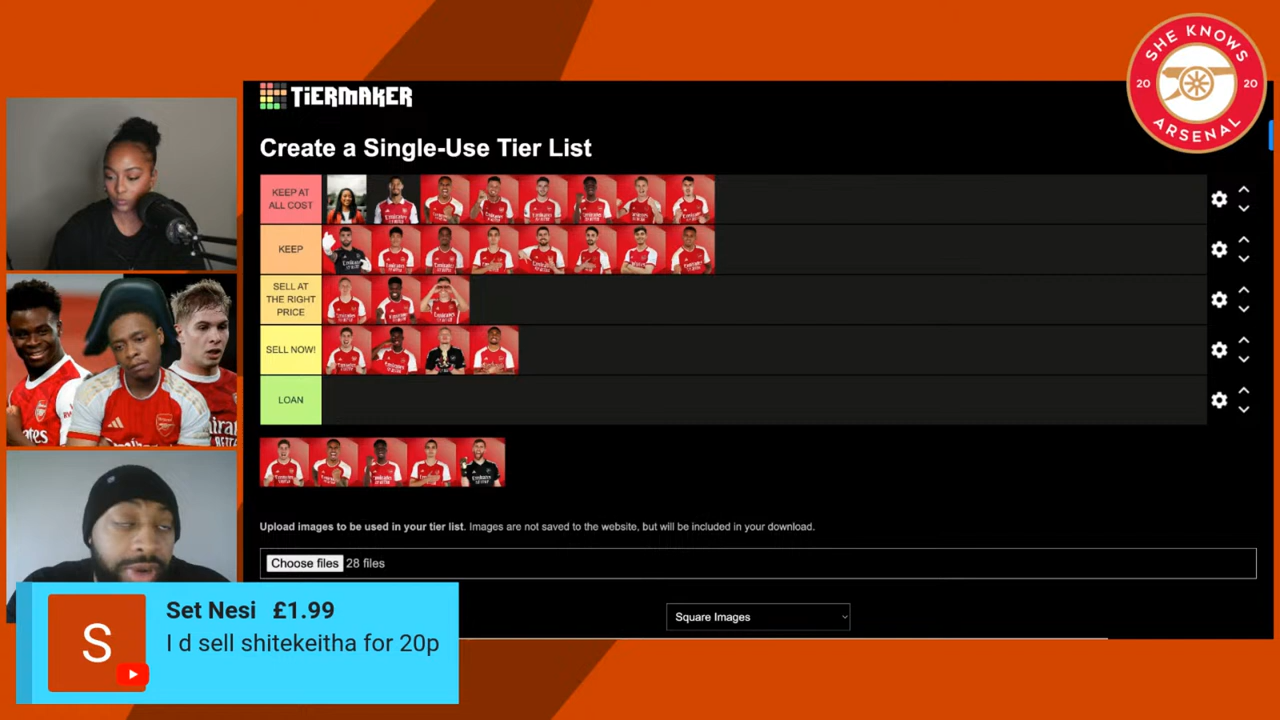 SHE KNOWS
20 20
ARSENAL
TiERMAKER
Create a Single-Use Tier List
KEEP AT
ALL COST
KEEP
SELL AT
THE RIGHT
PRICE
SELL NOW!
LOAN
Upload images to be used in your tier list. Images are not saved to the website, but will be included in your download.
Choose files 28 files
Square Images
Set Nesi £1.99
I d sell shitekeitha for 20p
S